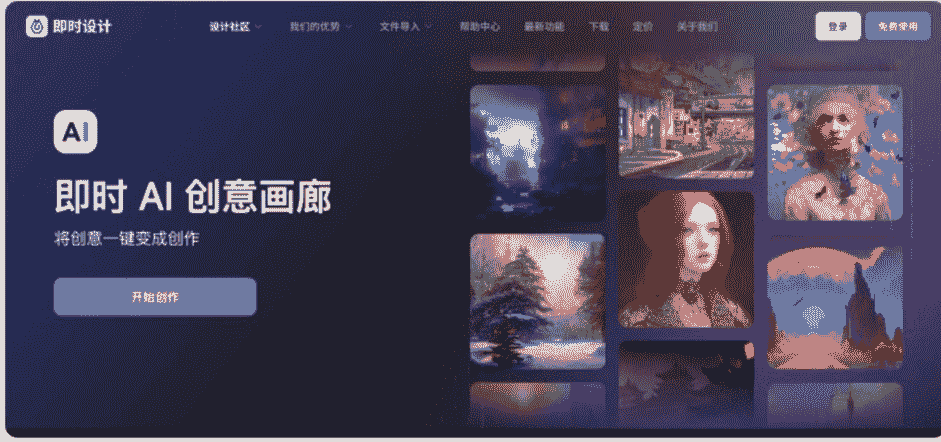 即时设计 设计社区 我们的优势 文件导入 帮助中心 最新功能 下载 定价 关于我们 登录 免费使用
AI
即时 AI 创意画廊
将创意一键变成创作
开始创作